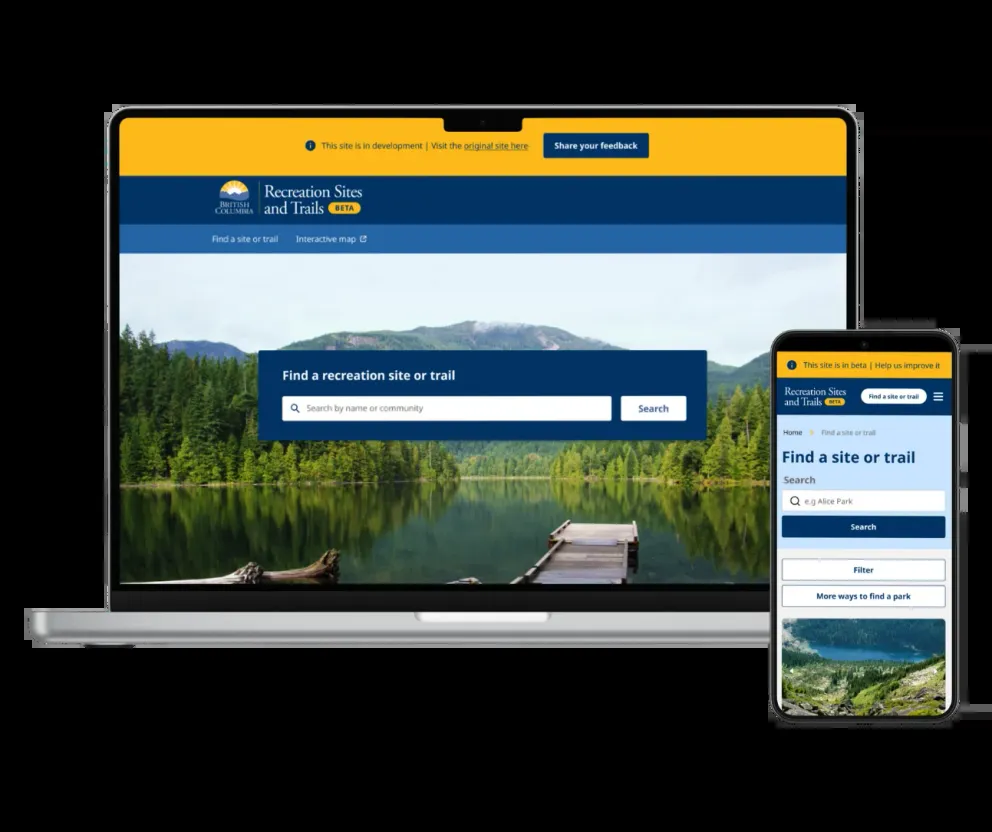 This site is in development | Visit the original site here
Share your feedback
BRITISH
COLUMBIA
Recreation Sites
and Trails BETA
Find a site or trail
Interactive map
Find a recreation site or trail
Search by name or community
Search
This site is in beta | Help us improve it
Recreation Sites
and Trails BETA
Find a site or trail
Home
Find a site or trail
Find a site or trail
Search
e.g Alice Park
Search
Filter
More ways to find a park